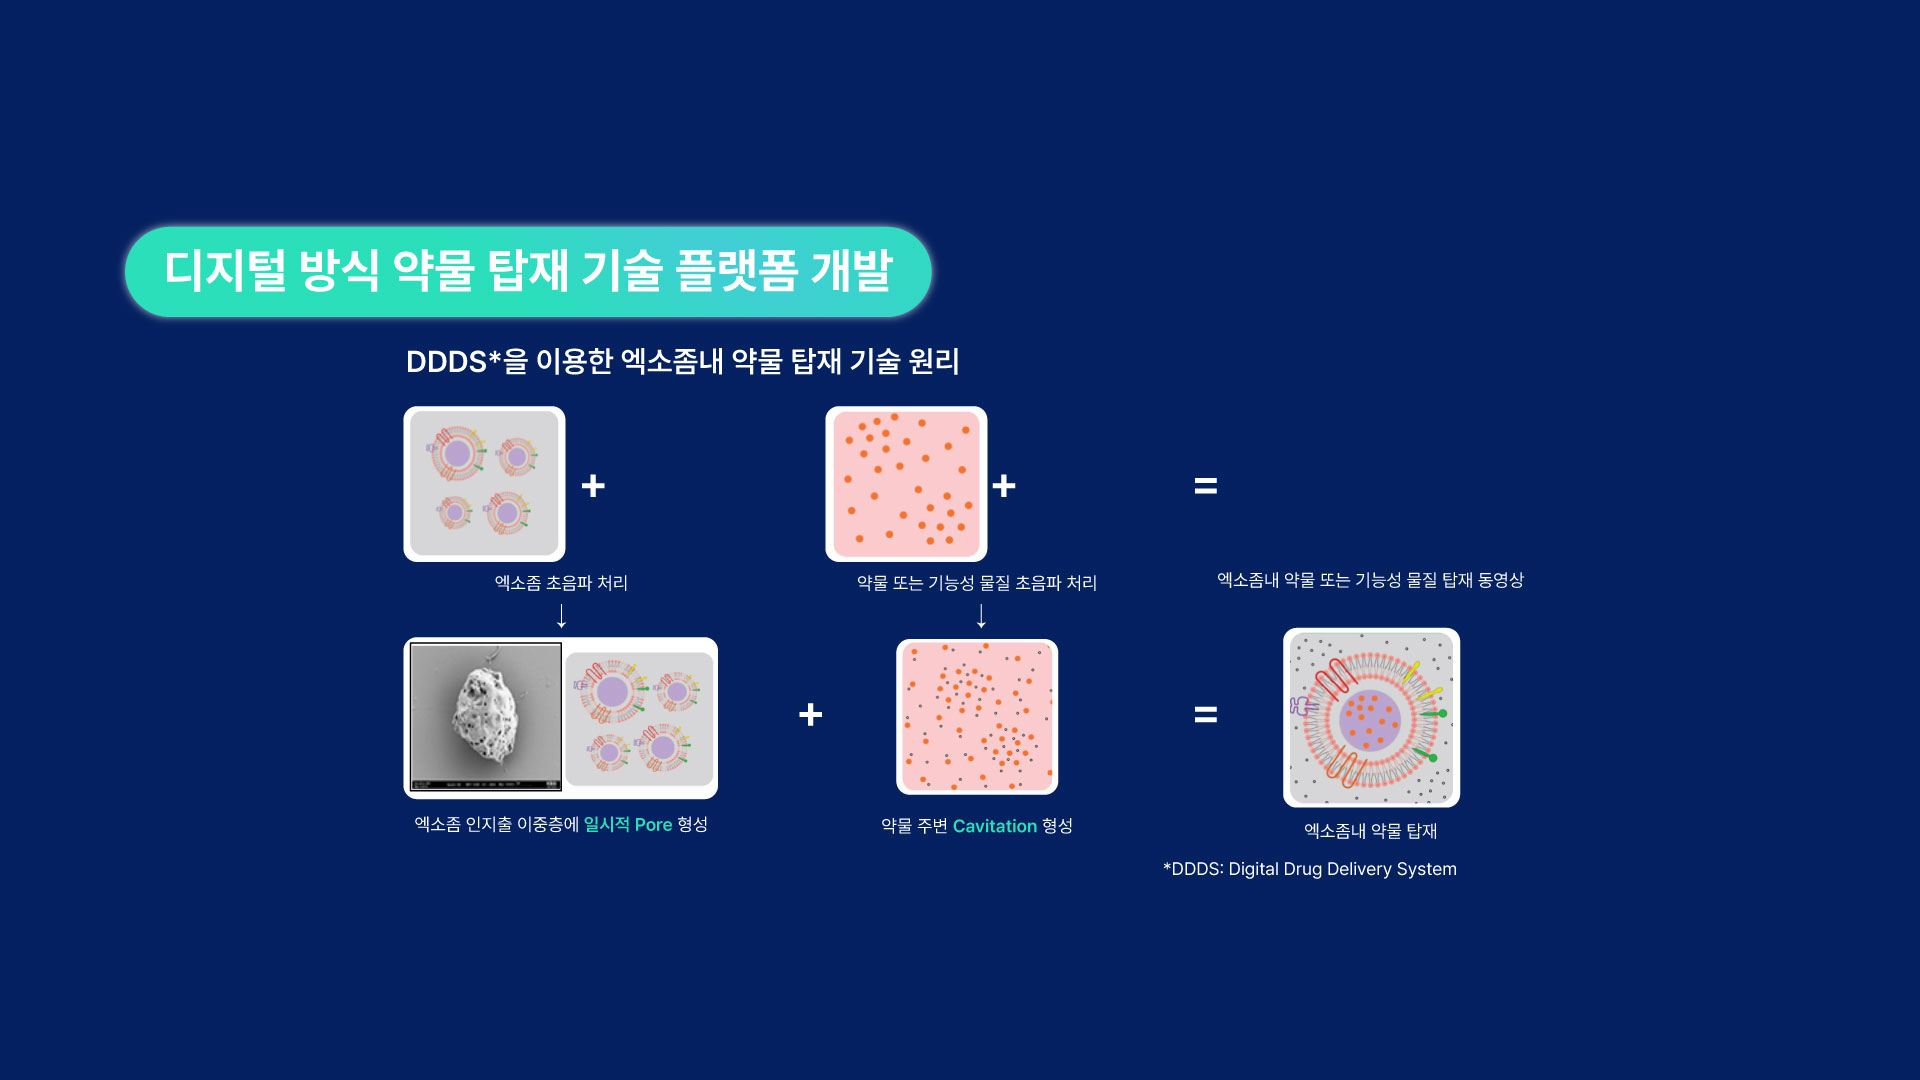 디지털 방식 약물 탑재 기술 플랫폼 개발
DDDS*을 이용한 엑소좀내 약물 탑재 기술 원리
+
+
=
엑소좀 초음파 처리
약물 또는 기능성 물질 초음파 처리
엑소좀내 약물 또는 기능성 물질 탑재 동영상
↓
↓
+
=
엑소좀 인지출 이중층에 일시적 Pore 형성
약물 주변 Cavitation 형성
엑소좀내 약물 탑재
*DDDS: Digital Drug Delivery System